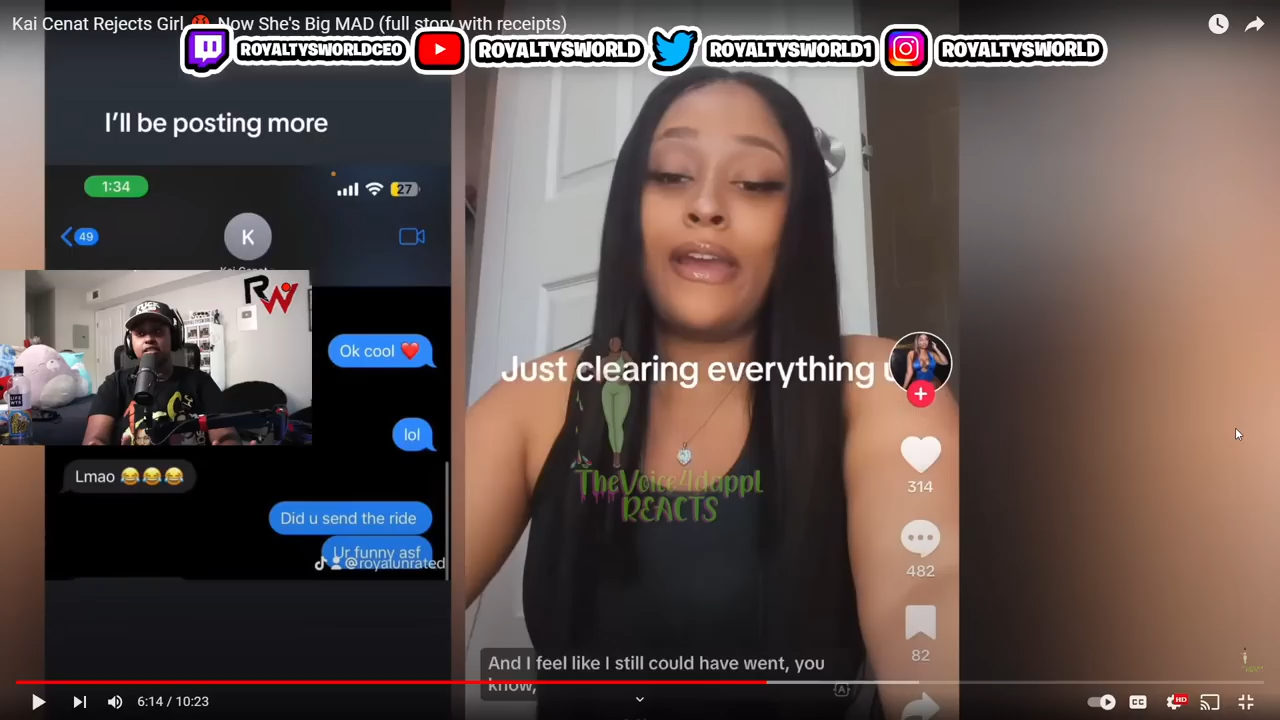 Kai Cenat Rejects Girl 🤬 Now She's Big MAD (full story with receipts)
ROYALTYSWORLDCEO
ROYALTYSWORLD
ROYALTYSWORLD1
ROYALTYSWORLD
I'll be posting more
1:34
27
49
K
RW
Ok cool ❤️
lol
Lmao 😂😂😂
Did u send the ride
Ur funny asf
@royalunrated
Just clearing everything
TheVoice4dappl
REACTS
314
482
82
And I feel like I still could have went, you
know,
A
6:14 / 10:23
CC
HD